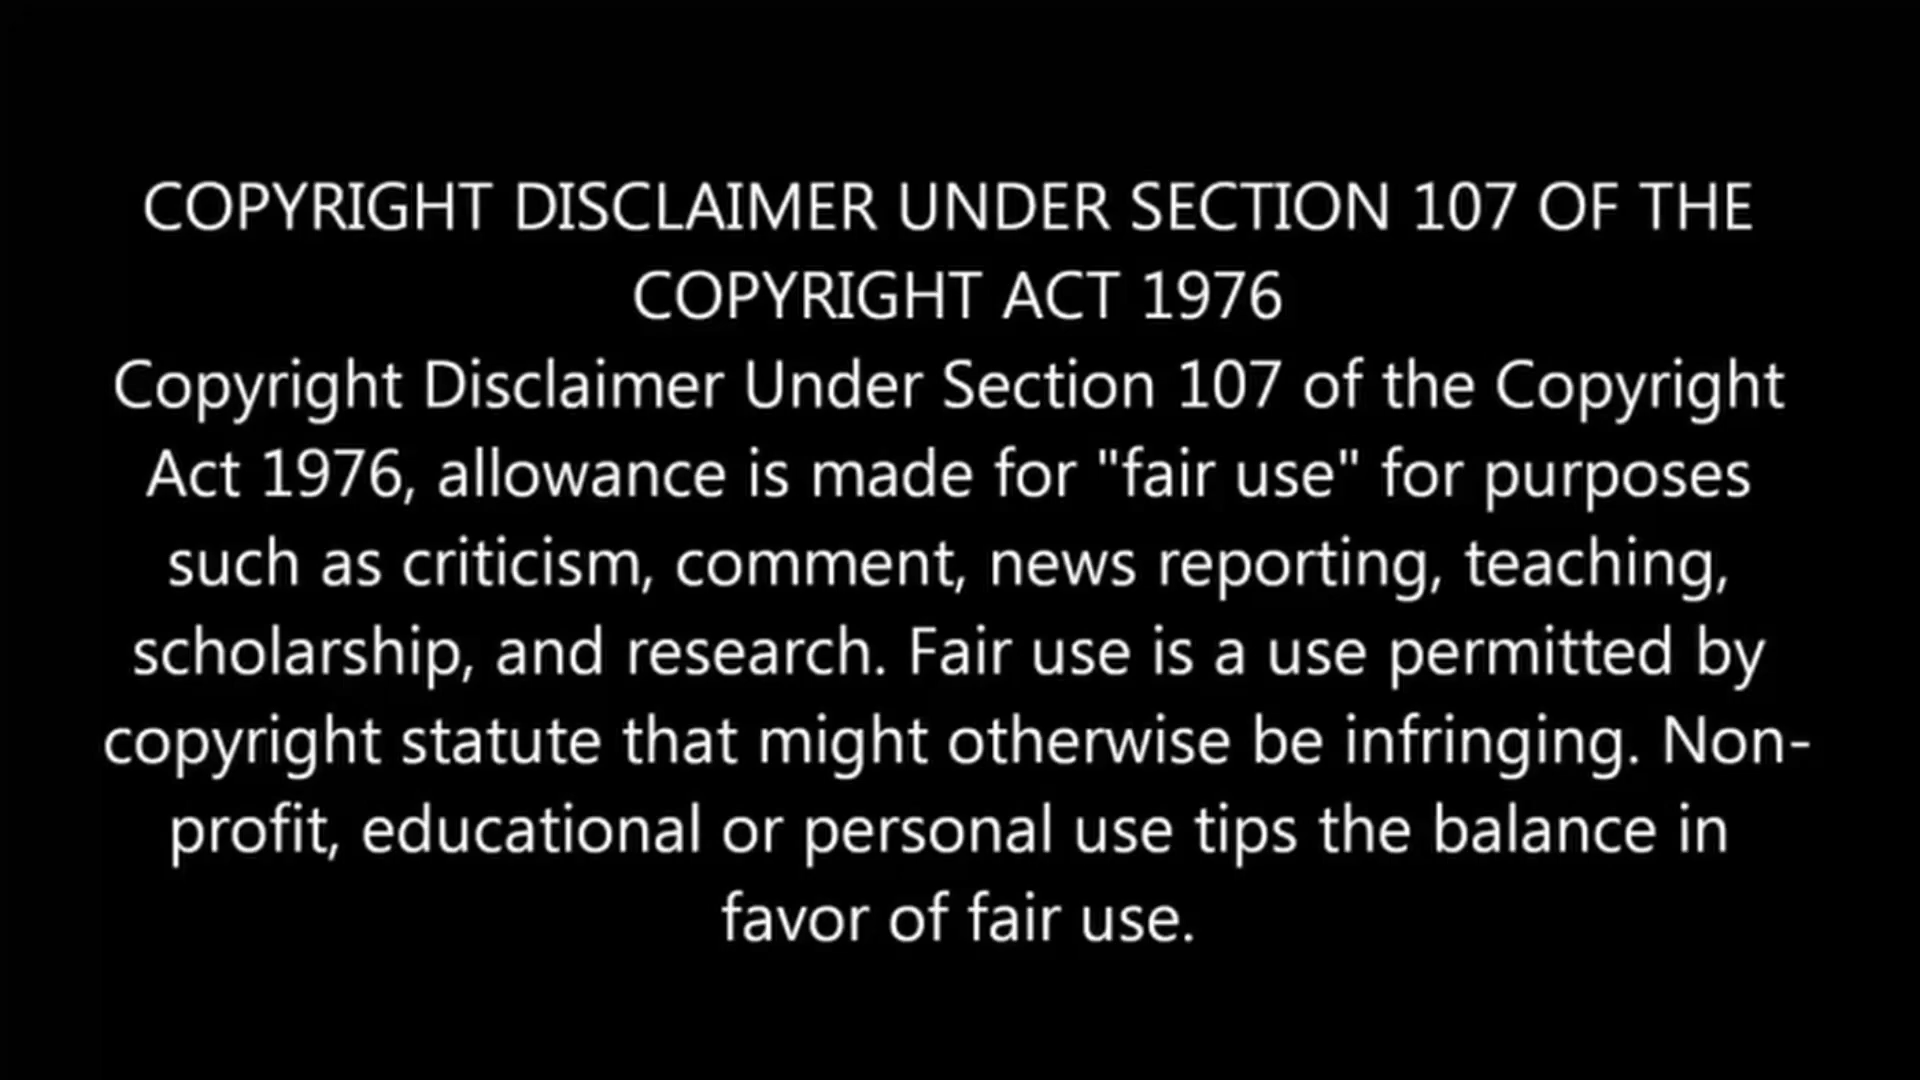 COPYRIGHT DISCLAIMER UNDER SECTION 107 OF THE
COPYRIGHT ACT 1976
Copyright Disclaimer Under Section 107 of the Copyright
Act 1976, allowance is made for "fair use" for purposes
such as criticism, comment, news reporting, teaching,
scholarship, and research. Fair use is a use permitted by
copyright statute that might otherwise be infringing. Non-
profit, educational or personal use tips the balance in
favor of fair use.